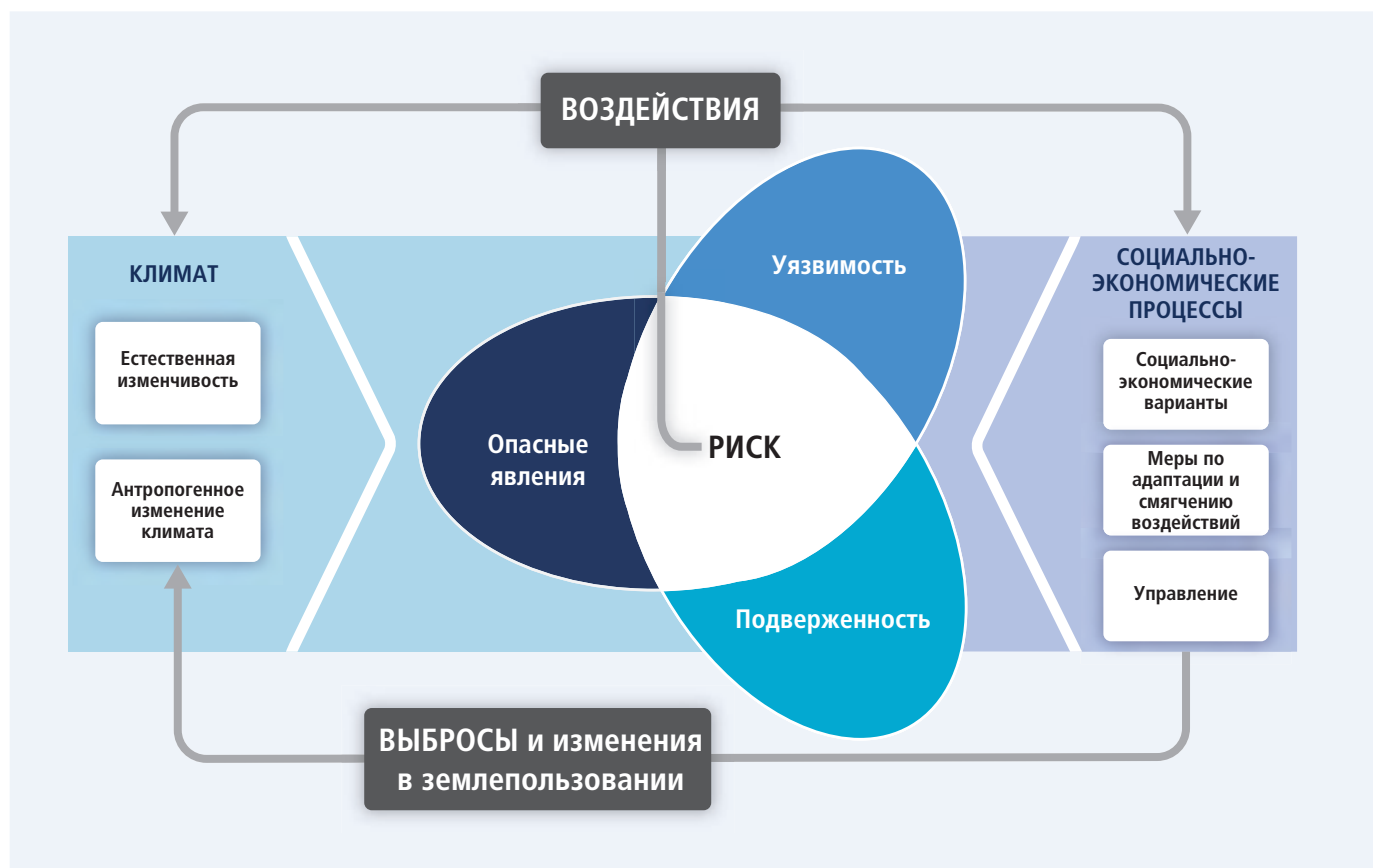 ВОЗДЕЙСТВИЯ
КЛИМАТ
Естественная
изменчивость
Антропогенное
изменение
климата
Уязвимость
Опасные
явления
РИСК
Подверженность
СОЦИАЛЬНО-
ЭКОНОМИЧЕСКИЕ
ПРОЦЕССЫ
Социально-
экономические
варианты
Меры по
адаптации и
смягчению
воздействий
Управление
ВЫБРОСЫ и изменения
в землепользовании